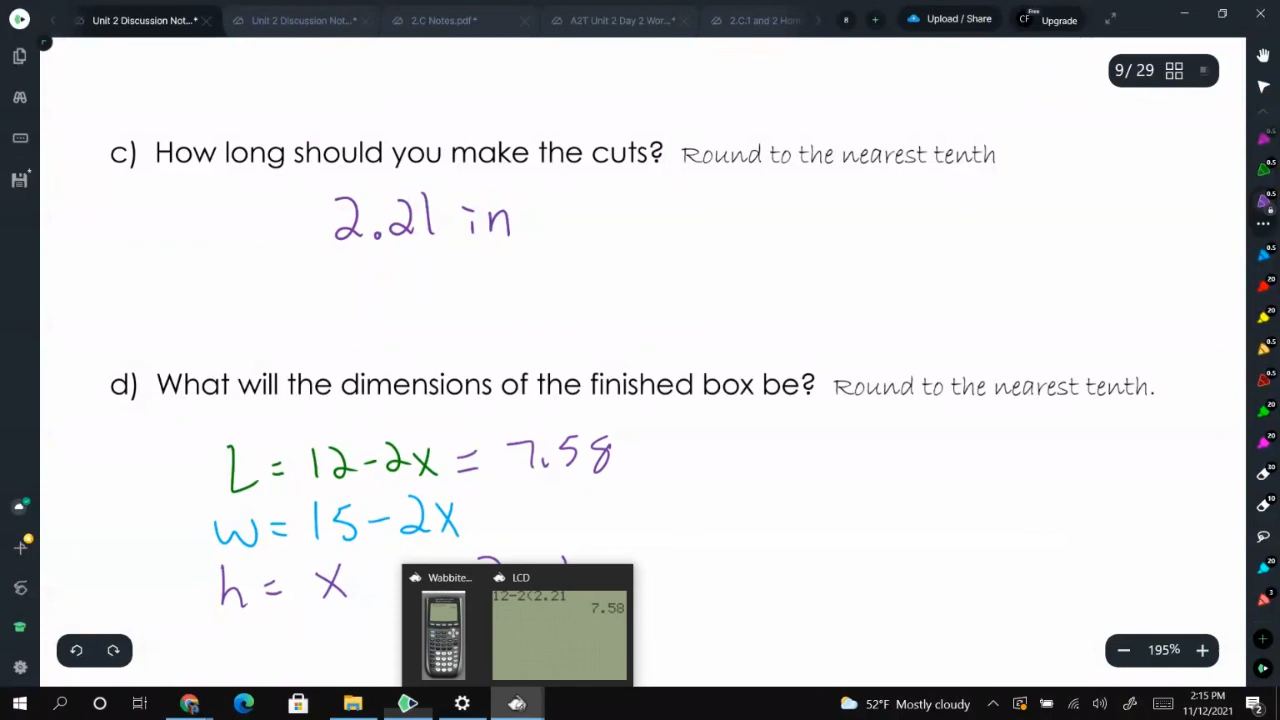 Unit 2 Discussion Not...*
Unit 2 Discussion Not...*
2.C Notes.pdf*
A2T Unit 2 Day 2 Wor...*
2.C.1 and 2 Hom
8
Upload / Share
CF
Free
Upgrade
9/ 29
c) How long should you make the cuts? Round to the nearest tenth
2.21 in
d) What will the dimensions of the finished box be? Round to the nearest tenth.
L = 12-2x = 7.58
w = 15-2x
h = x
Wabbite...
LCD
12-2(2.21
7.58
195%
52°F Mostly cloudy
2:15 PM
11/12/2021
2